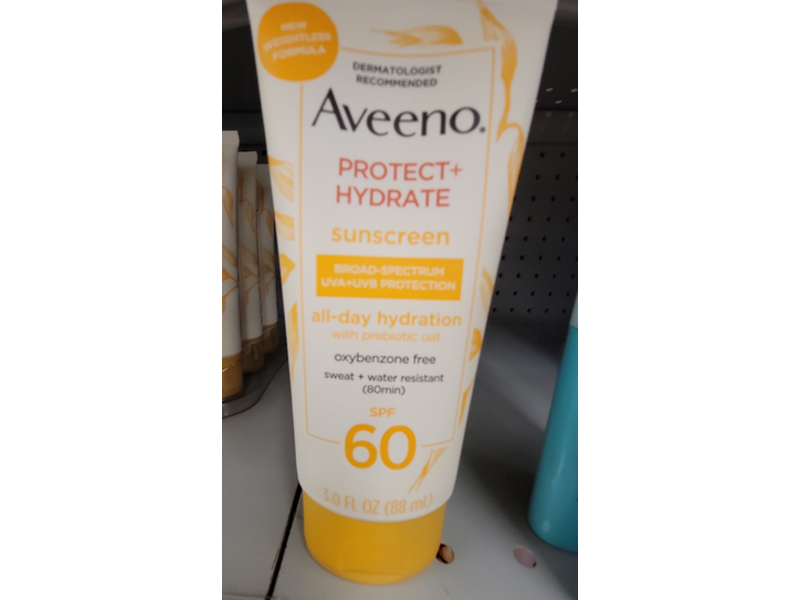 NEW
WEIGHTLESS
FORMULA
DERMATOLOGIST
RECOMMENDED
Aveeno®
PROTECT+
HYDRATE
sunscreen
BROAD-SPECTRUM
UVA+UVB PROTECTION
all-day hydration
with prebiotic oat
oxybenzone free
sweat + water resistant
(80min)
SPF
60
3.0 FL OZ (88 mL)